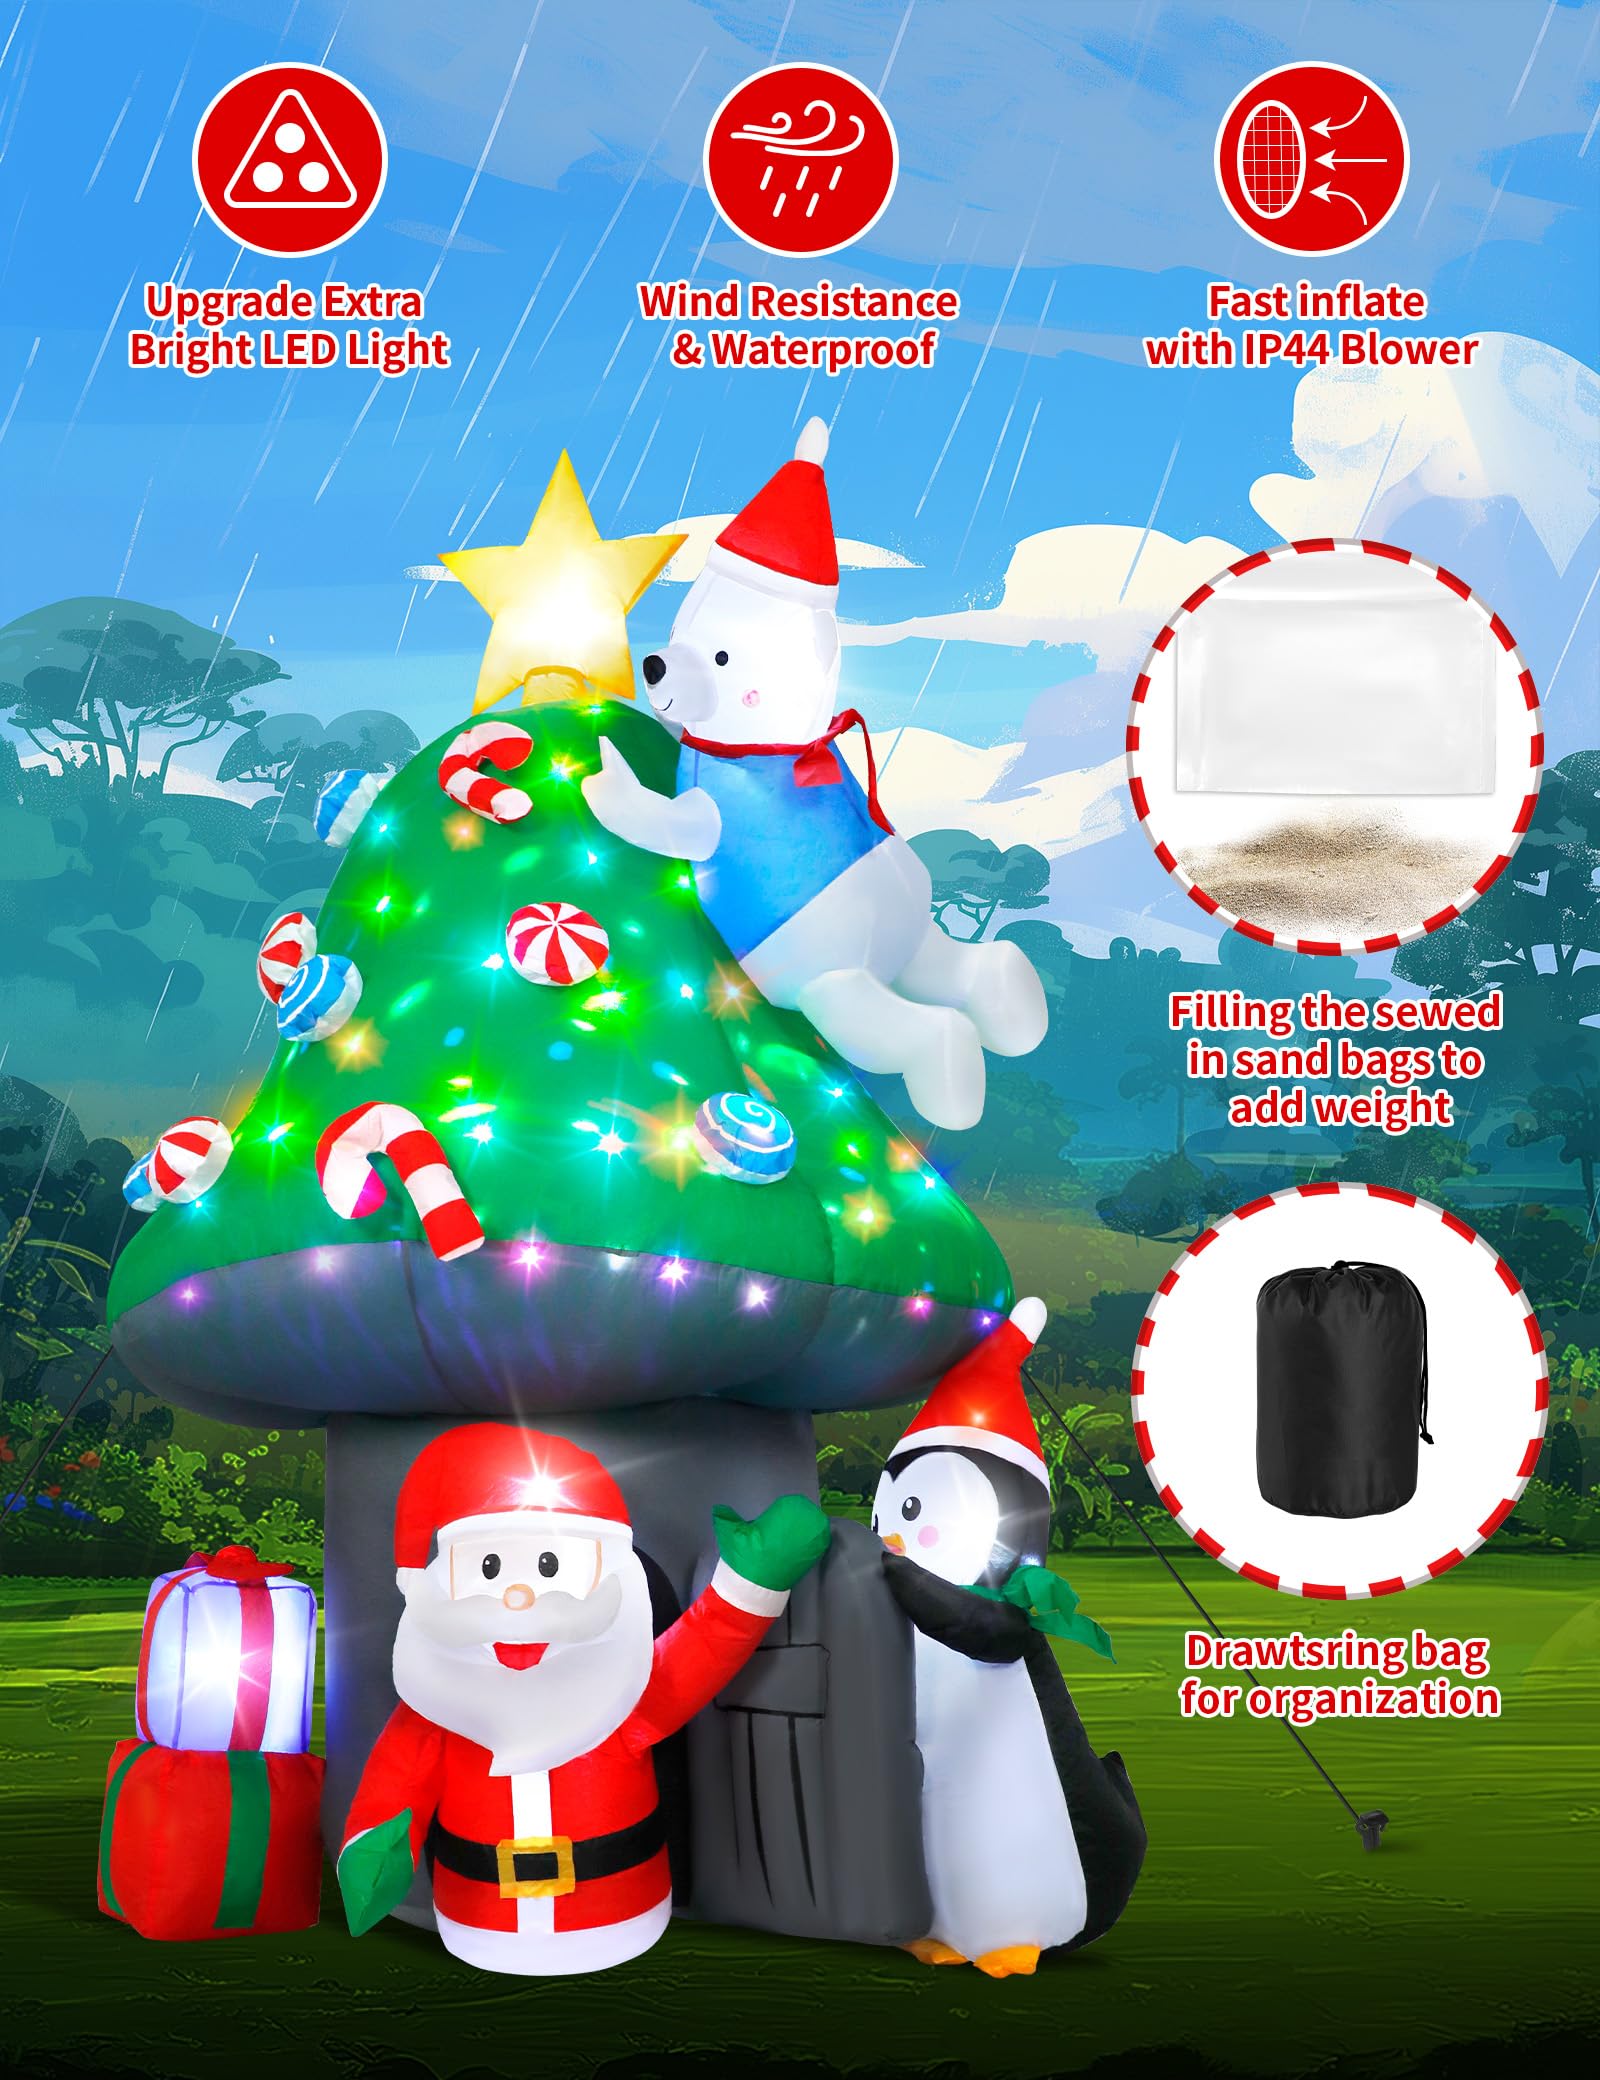 Upgrade Extra
Bright LED Light
Wind Resistance
& Waterproof
Fast inflate
with IP44 Blower
Filling the sewed
in sand bags to
add weight
Drawtsring bag
for organization